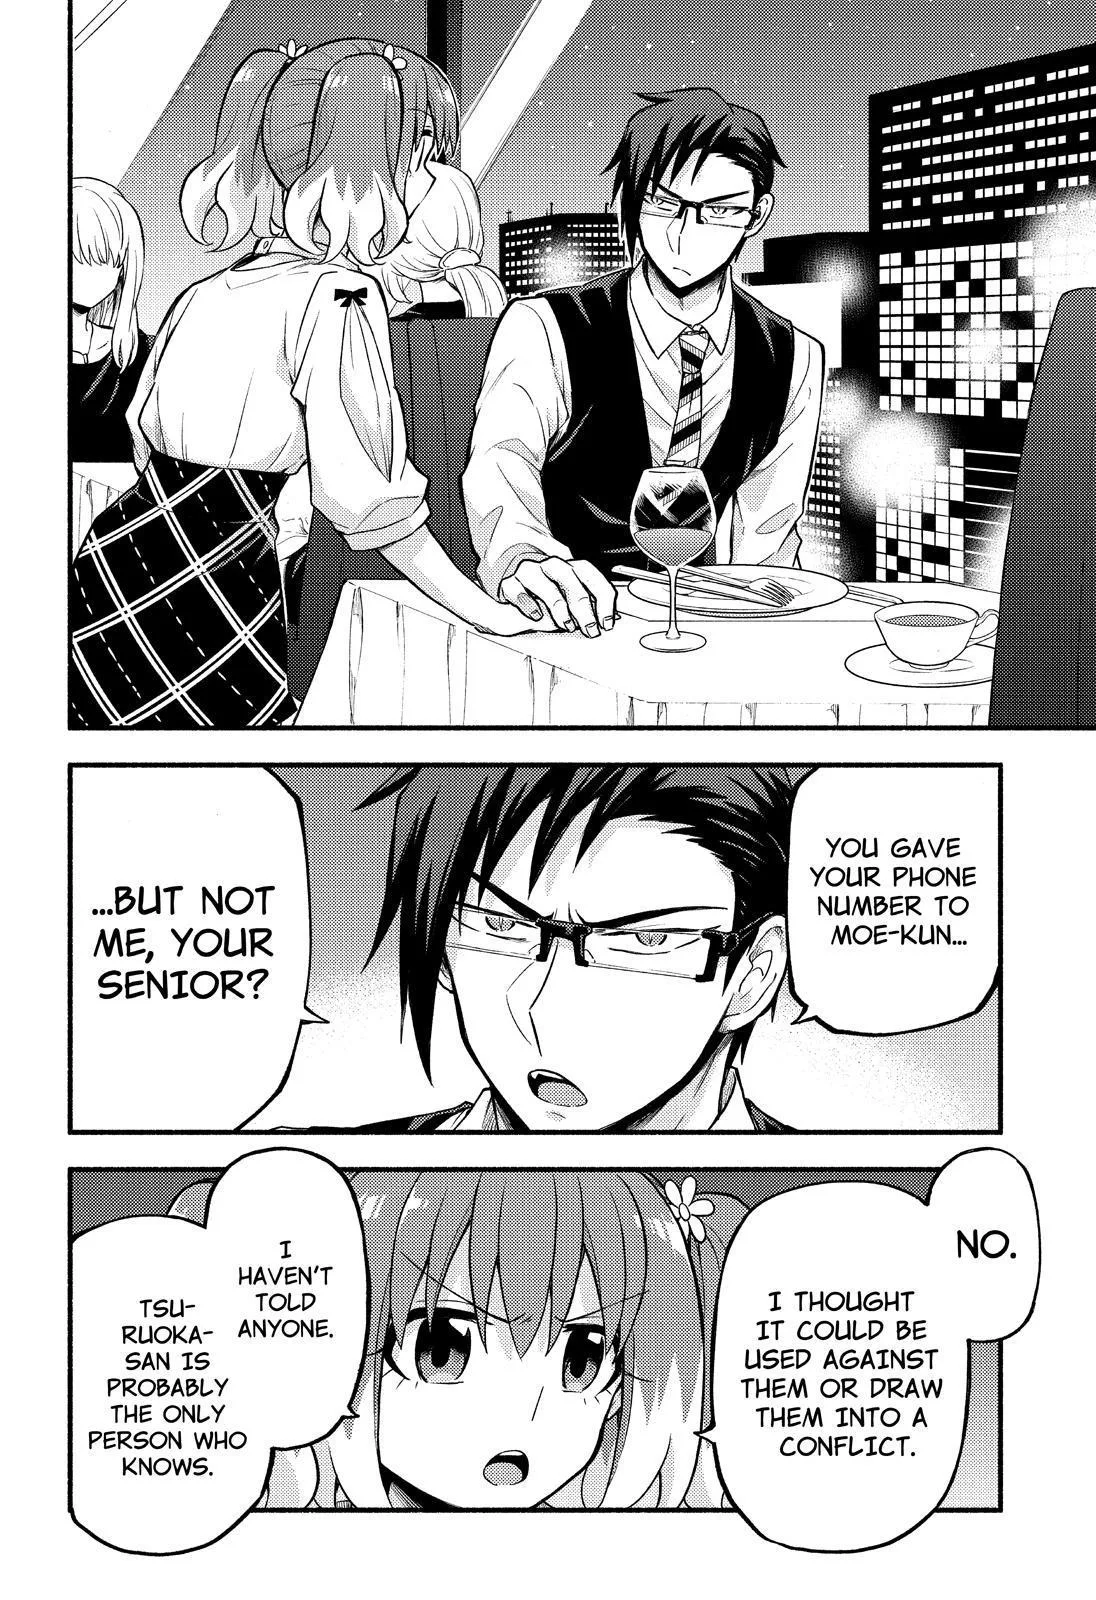 YOU GAVE
YOUR PHONE
NUMBER TO
MOE-KUN...
...BUT NOT
ME, YOUR
SENIOR?
NO.
I THOUGHT
IT COULD BE
USED AGAINST
THEM OR DRAW
THEM INTO A
CONFLICT.
I
HAVEN'T
TOLD
ANYONE.
TSU-
RUOKA-
SAN IS
PROBABLY
THE ONLY
PERSON WHO
KNOWS.